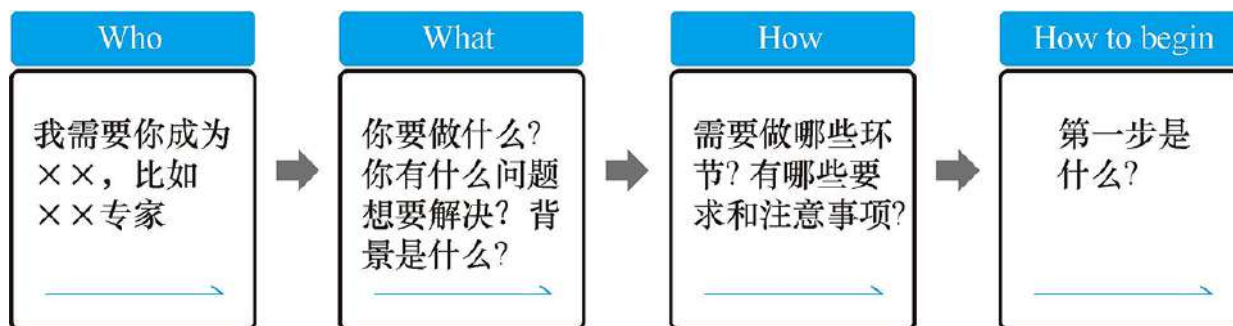 Who
我需要你成为
××，比如
××专家
What
你要做什么？
你有什么问题
想要解决？背
景是什么？
How
需要做哪些环
节？有哪些要
求和注意事项？
How to begin
第一步是
什么？